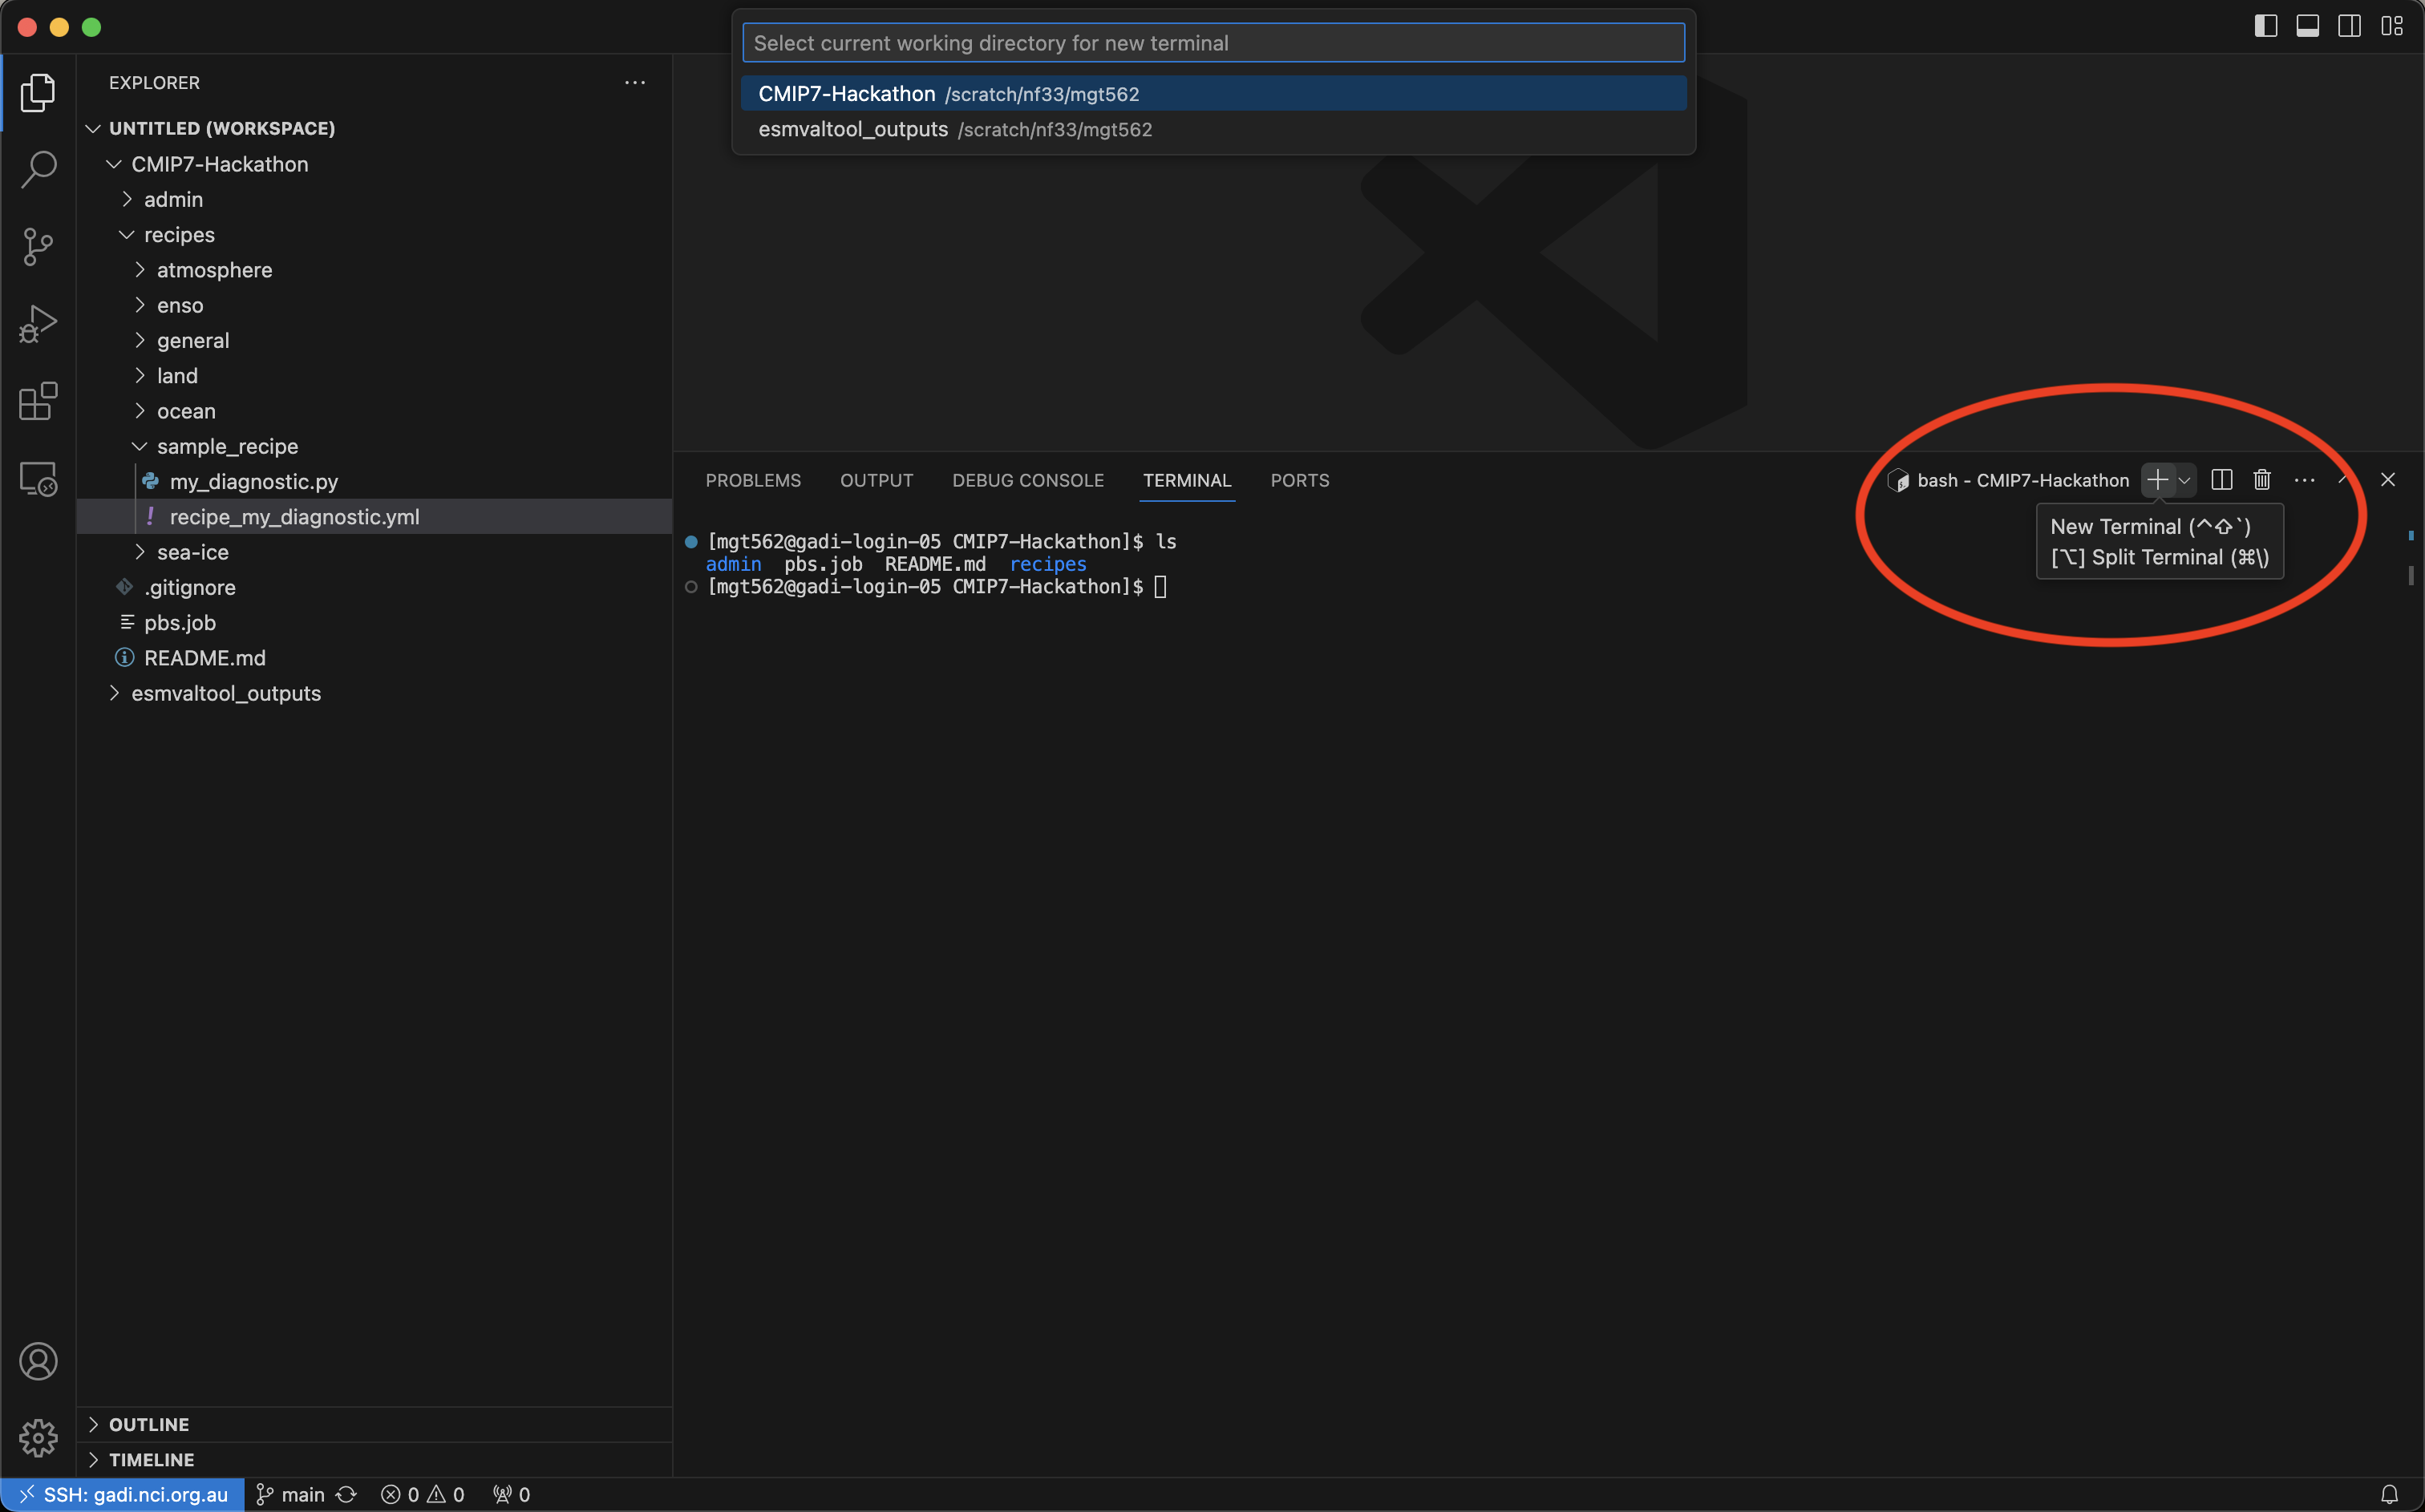 Select current working directory for new terminal
CMIP7-Hackathon /scratch/nf33/mgt562
esmvaltool_outputs /scratch/nf33/mgt562
EXPLORER
UNTITLED (WORKSPACE)
CMIP7-Hackathon
admin
recipes
atmosphere
enso
general
land
ocean
sample_recipe
my_diagnostic.py
! recipe_my_diagnostic.yml
sea-ice
.gitignore
pbs.job
README.md
esmvaltool_outputs
OUTLINE
TIMELINE
PROBLEMS OUTPUT DEBUG CONSOLE TERMINAL PORTS
bash - CMIP7-Hackathon
New Terminal (⌃⇧`)
[⌥] Split Terminal (⌘\)
[mgt562@gadi-login-05 CMIP7-Hackathon]$ ls
admin pbs.job README.md recipes
[mgt562@gadi-login-05 CMIP7-Hackathon]$
SSH: gadi.nci.org.au main 0 0 0